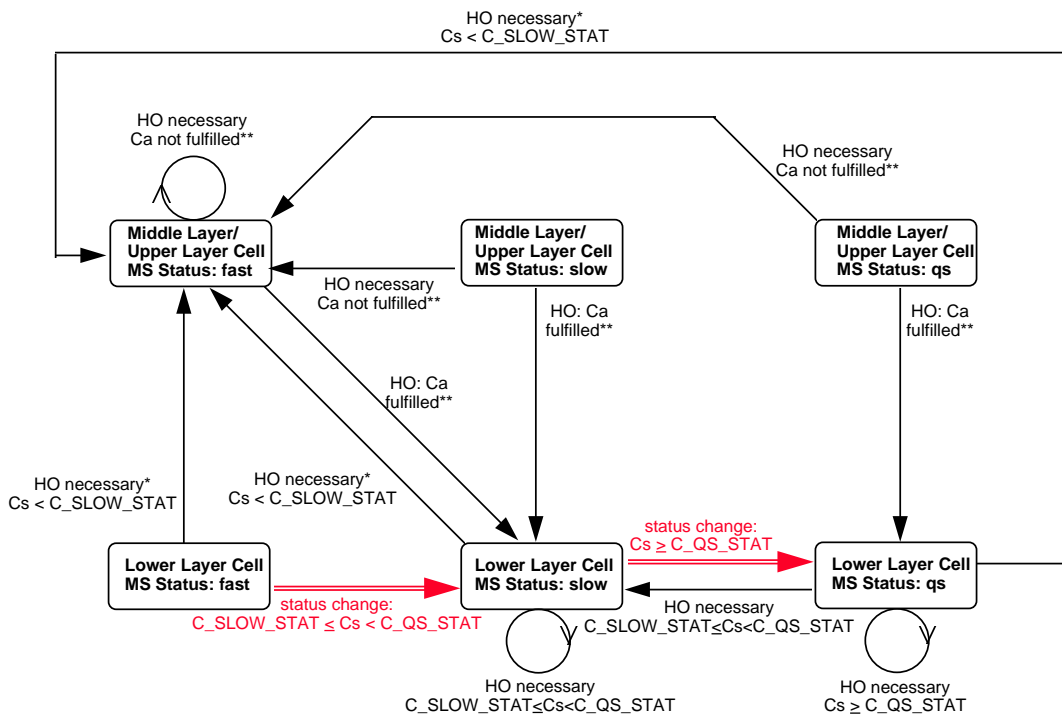 HO necessary*
Cs < C_SLOW_STAT
HO necessary
Ca not fulfilled**
HO necessary
Ca not fulfilled**
Middle Layer/
Upper Layer Cell
MS Status: fast
Middle Layer/
Upper Layer Cell
MS Status: slow
Middle Layer/
Upper Layer Cell
MS Status: qs
HO necessary
Ca not fulfilled**
HO: Ca
fulfilled**
HO: Ca
fulfilled**
HO: Ca
fulfilled**
HO necessary*
Cs < C_SLOW_STAT
HO necessary*
Cs < C_SLOW_STAT
status change:
Cs ≥ C_QS_STAT
Lower Layer Cell
MS Status: fast
Lower Layer Cell
MS Status: slow
Lower Layer Cell
MS Status: qs
status change:
C_SLOW_STAT ≤ Cs < C_QS_STAT
HO necessary
C_SLOW_STAT≤Cs<C_QS_STAT
HO necessary
C_SLOW_STAT≤Cs<C_QS_STAT
HO necessary
Cs ≥ C_QS_STAT